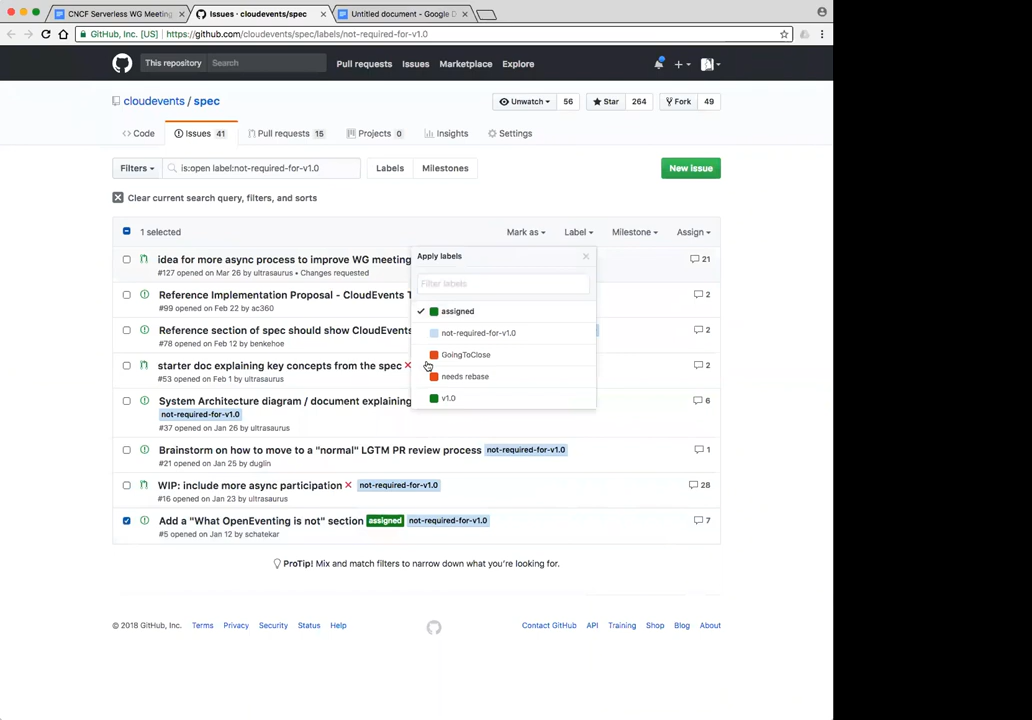 CNCF Serverless WG Meeting
Issues · cloudevents/spec
Untitled document - Google D
GitHub, Inc. [US] https://github.com/cloudevents/spec/labels/not-required-for-v1.0
This repository Search Pull requests Issues Marketplace Explore
cloudevents / spec Unwatch 56 Star 264 Fork 49
Code Issues 41 Pull requests 15 Projects 0 Insights Settings
Filters is:open label:not-required-for-v1.0 Labels Milestones New issue
Clear current search query, filters, and sorts
1 selected Mark as Label Milestone Assign
Apply labels
Filter labels
assigned
not-required-for-v1.0
GoingToClose
needs rebase
v1.0
idea for more async process to improve WG meeting 21
#127 opened on Mar 26 by ultrasaurus • Changes requested
Reference Implementation Proposal - CloudEvents 2
#99 opened on Feb 22 by ac360
Reference section of spec should show CloudEvents 2
#78 opened on Feb 12 by benkehoe
starter doc explaining key concepts from the spec 2
#53 opened on Feb 1 by ultrasaurus
System Architecture diagram / document explaining 6
not-required-for-v1.0
#37 opened on Jan 26 by ultrasaurus
Brainstorm on how to move to a "normal" LGTM PR review process not-required-for-v1.0 1
#21 opened on Jan 25 by duglin
WIP: include more async participation not-required-for-v1.0 28
#16 opened on Jan 23 by ultrasaurus
Add a "What OpenEventing is not" section assigned not-required-for-v1.0 7
#5 opened on Jan 12 by schatekar
ProTip! Mix and match filters to narrow down what you're looking for.
© 2018 GitHub, Inc. Terms Privacy Security Status Help Contact GitHub API Training Shop Blog About